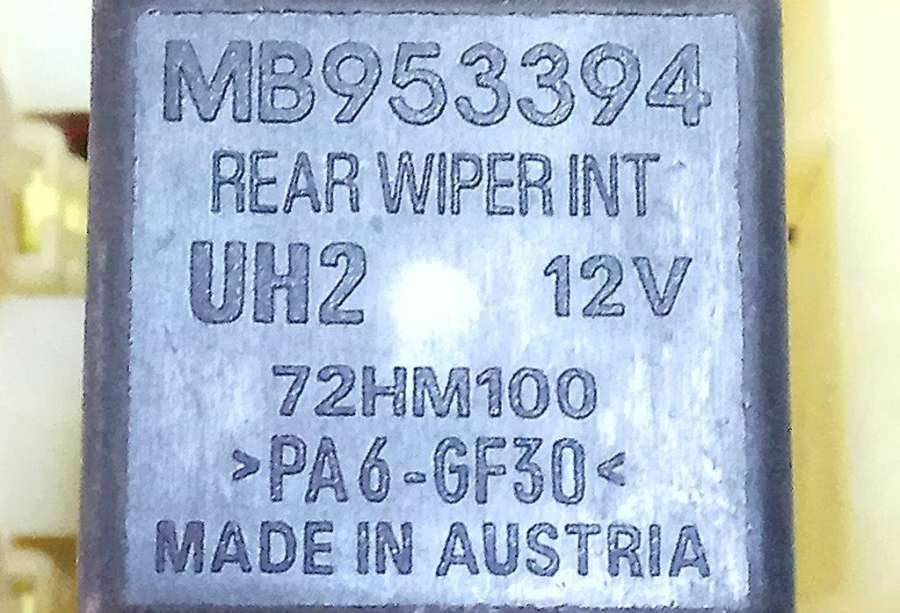 MB953394
REAR WIPER INT
UH2 12V
72HM100
>PA6-GF30<
MADE IN AUSTRIA